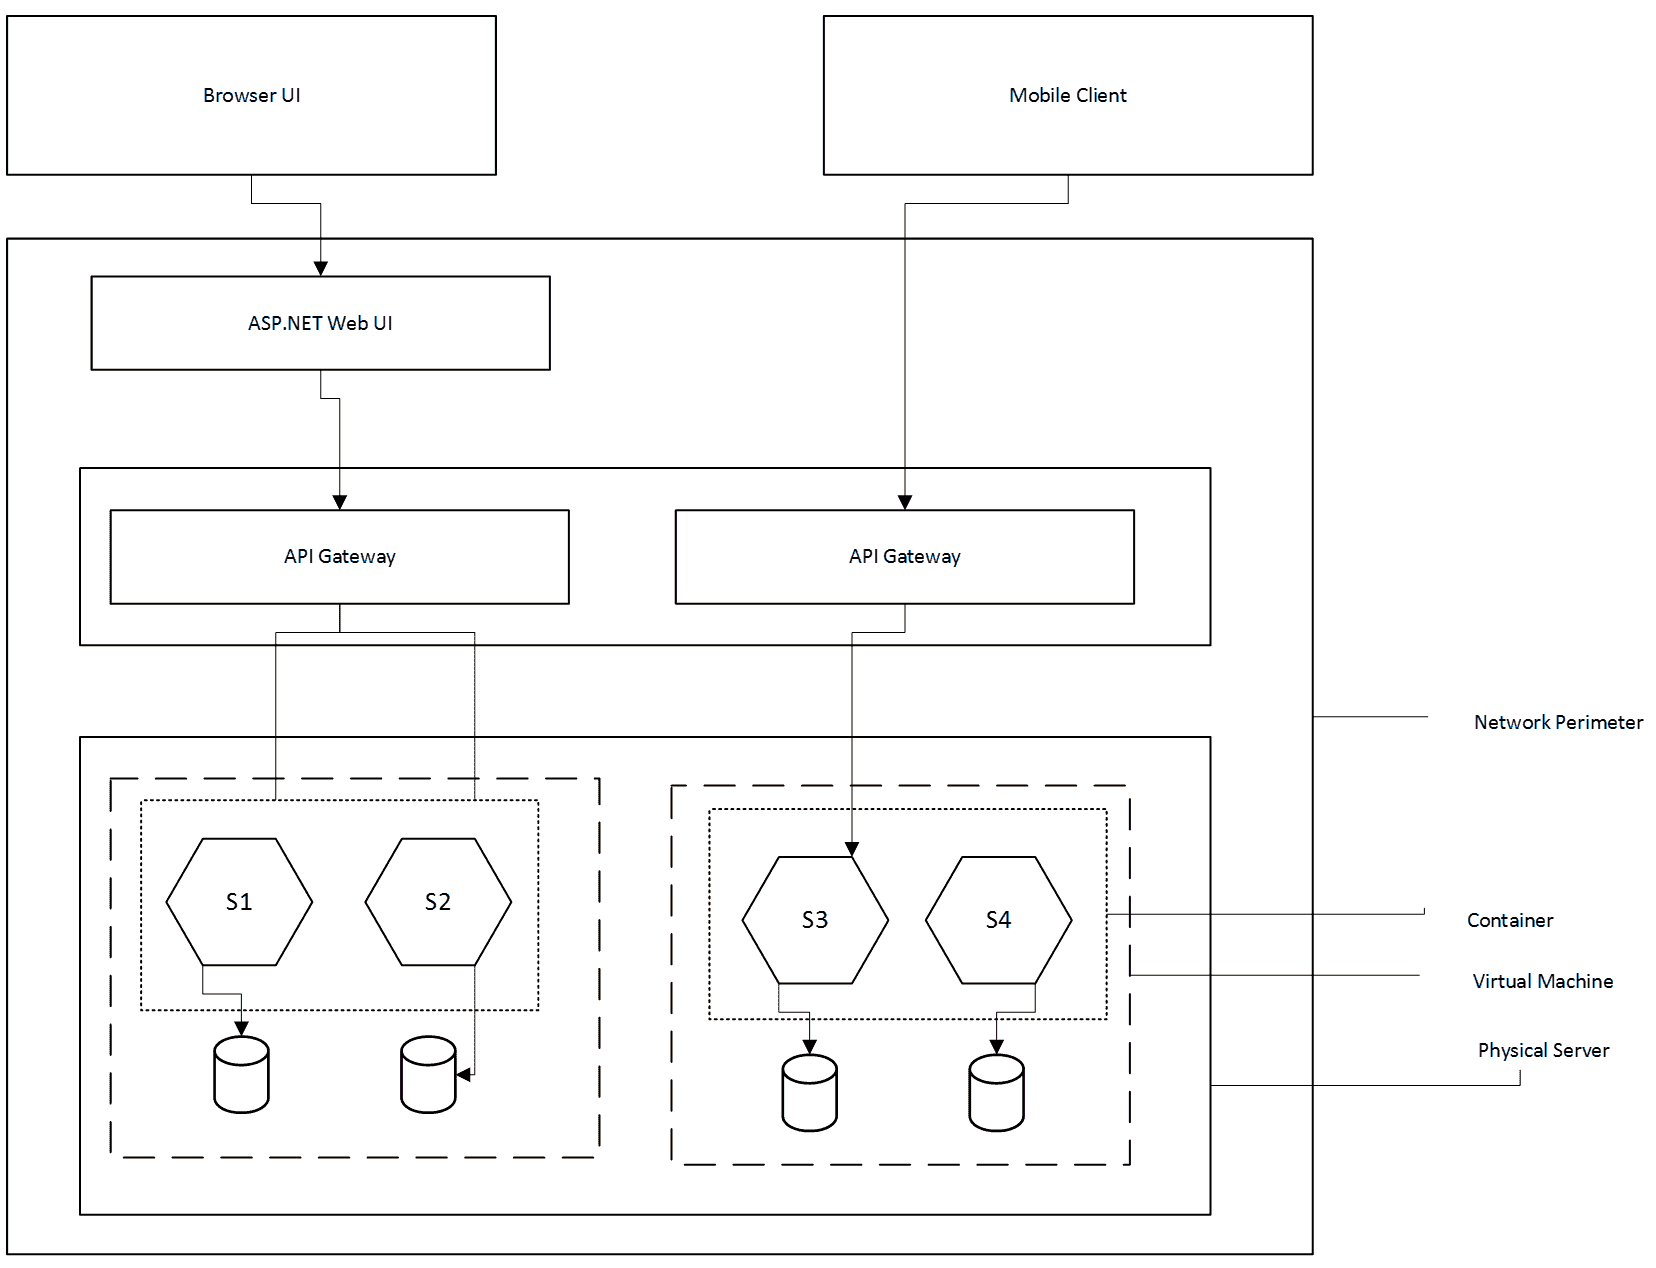 Browser UI
Mobile Client
ASP.NET Web UI
API Gateway
API Gateway
Network Perimeter
S1
S2
S3
S4
Container
Virtual Machine
Physical Server